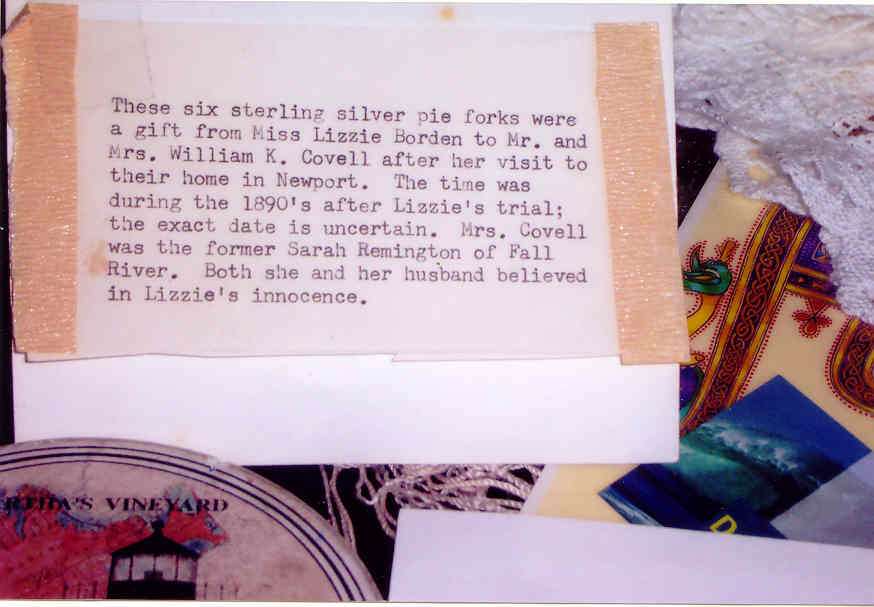 These six sterling silver pie forks were
a gift from Miss Lizzie Borden to Mr. and
Mrs. William K. Covell after her visit to
their home in Newport. The time was
during the 1890's after Lizzie's trial;
the exact date is uncertain. Mrs. Covell
was the former Sarah Remington of Fall
River. Both she and her husband believed
in Lizzie's innocence.
RTHA'S VINEYARD
D